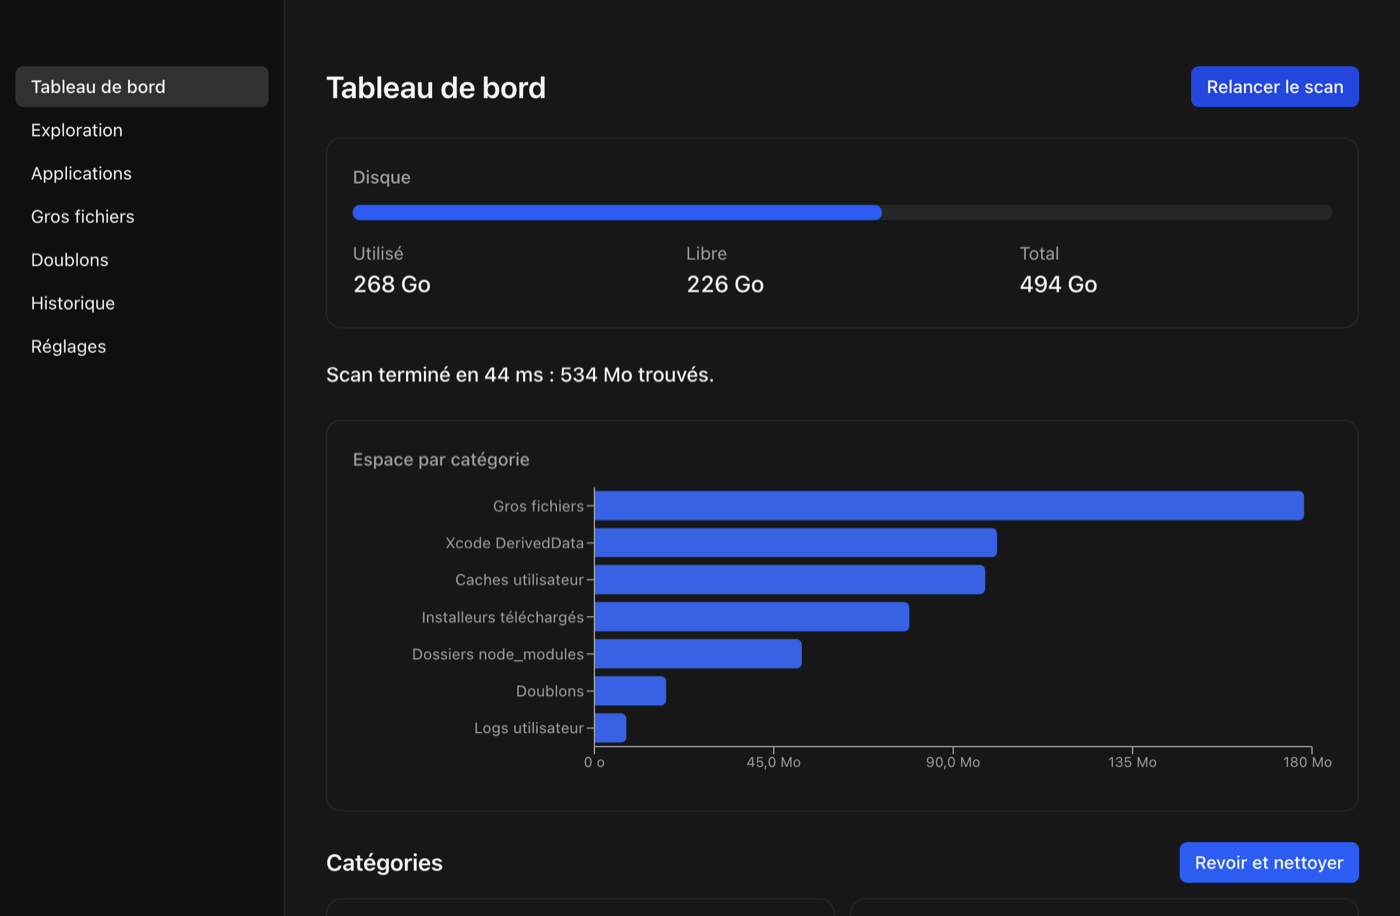 Tableau de bord
Exploration
Applications
Gros fichiers
Doublons
Historique
Réglages
Tableau de bord
Relancer le scan
Disque
Utilisé
268 Go
Libre
226 Go
Total
494 Go
Scan terminé en 44 ms : 534 Mo trouvés.
Espace par catégorie
Gros fichiers
Xcode DerivedData
Caches utilisateur
Installeurs téléchargés
Dossiers node_modules
Doublons
Logs utilisateur
0 o
45,0 Mo
90,0 Mo
135 Mo
180 Mo
Catégories
Revoir et nettoyer